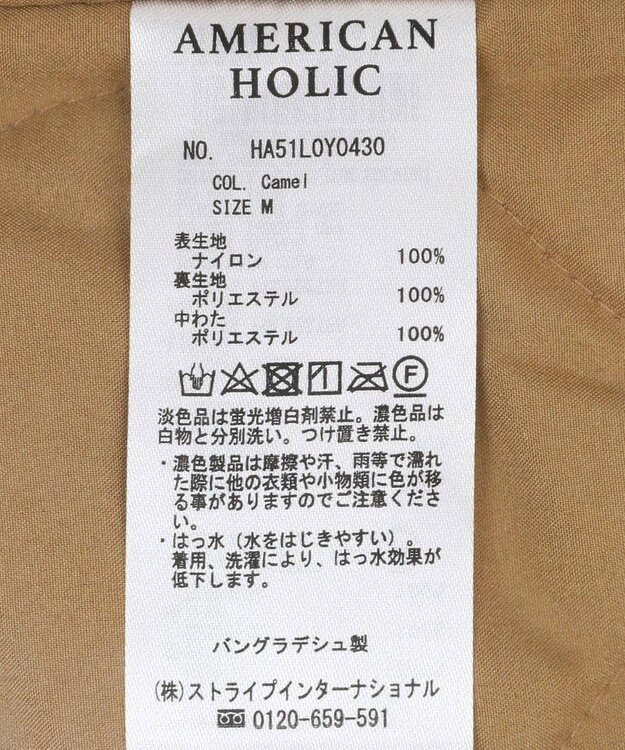 AMERICAN
HOLIC
NO. HA51L0Y0430
COL. Camel
SIZE M
表生地
ナイロン 100%
裏生地
ポリエステル 100%
中わた
ポリエステル 100%
F
淡色品は蛍光増白剤禁止。濃色品は
白物と分別洗い。つけ置き禁止。
・濃色製品は摩擦や汗、雨等で濡れ
た際に他の衣類や小物類に色が移
る事がありますのでご注意くださ
い。
・はっ水（水をはじきやすい）。
着用、洗濯により、はっ水効果が
低下します。
バングラデシュ製
(株)ストライプインターナショナル
0120-659-591